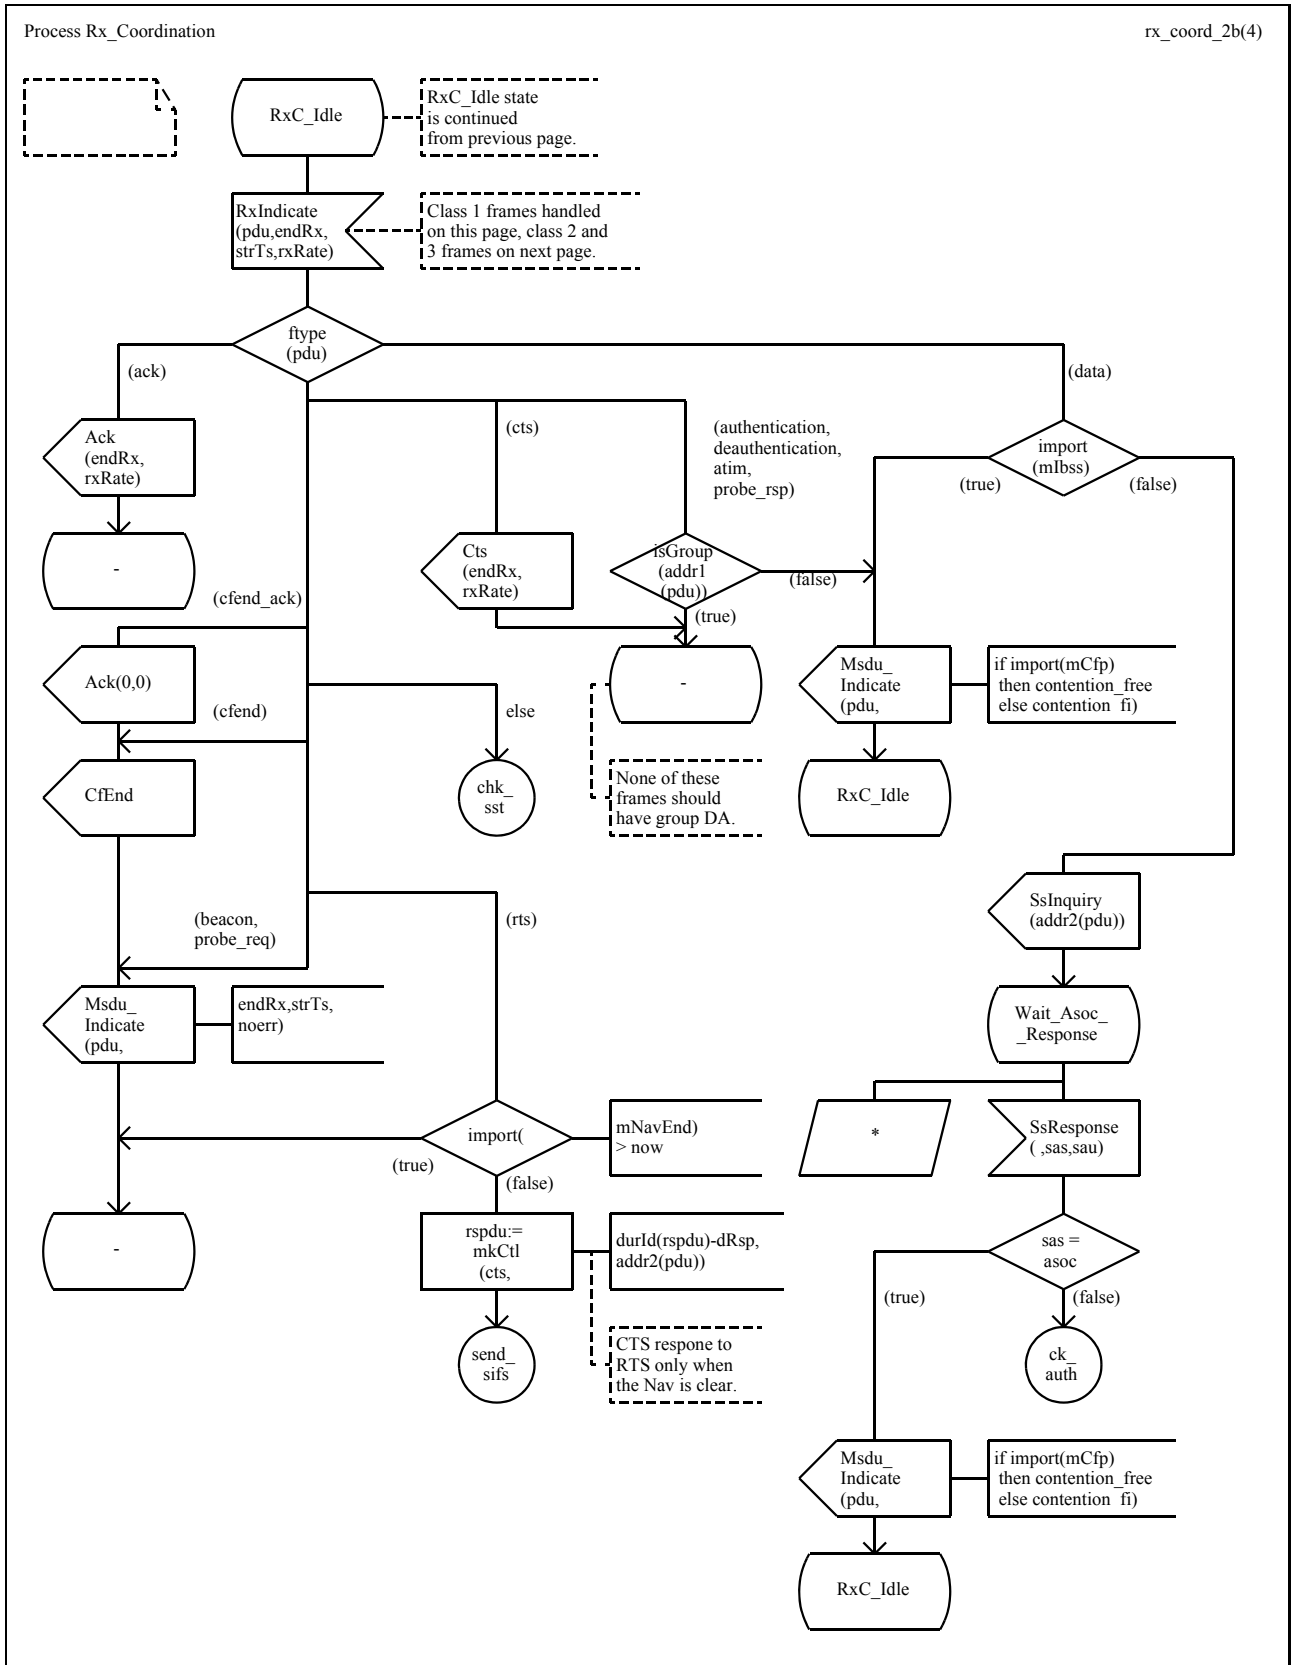 Process Rx_Coordination
rx_coord_2b(4)
RxC_Idle
RxC_Idle state
is continued
from previous page.
RxIndicate
(pdu,endRx,
strTs,rxRate)
Class 1 frames handled
on this page, class 2 and
3 frames on next page.
ftype
(pdu)
(ack)
(data)
Ack
(endRx,
rxRate)
(cts)
(authentication,
deauthentication,
atim,
probe_rsp)
import
(mIbss)
(true)
(false)
-
Cts
(endRx,
rxRate)
isGroup
(addr1
(pdu))
(false)
(true)
(cfend_ack)
Ack(0,0)
(cfend)
else
-
Msdu_
Indicate
(pdu,
if import(mCfp)
then contention_free
else contention_fi)
CfEnd
chk_
sst
None of these
frames should
have group DA.
RxC_Idle
(beacon,
probe_req)
(rts)
SsInquiry
(addr2(pdu))
Msdu_
Indicate
(pdu,
endRx,strTs,
noerr)
Wait_Asoc_
_Response
import(
mNavEnd)
> now
(true)
(false)
*
SsResponse
( ,sas,sau)
-
rspdu:=
mkCtl
(cts,
durId(rspdu)-dRsp,
addr2(pdu))
sas =
asoc
(true)
(false)
send_
sifs
CTS respone to
RTS only when
the Nav is clear.
ck_
auth
Msdu_
Indicate
(pdu,
if import(mCfp)
then contention_free
else contention_fi)
RxC_Idle